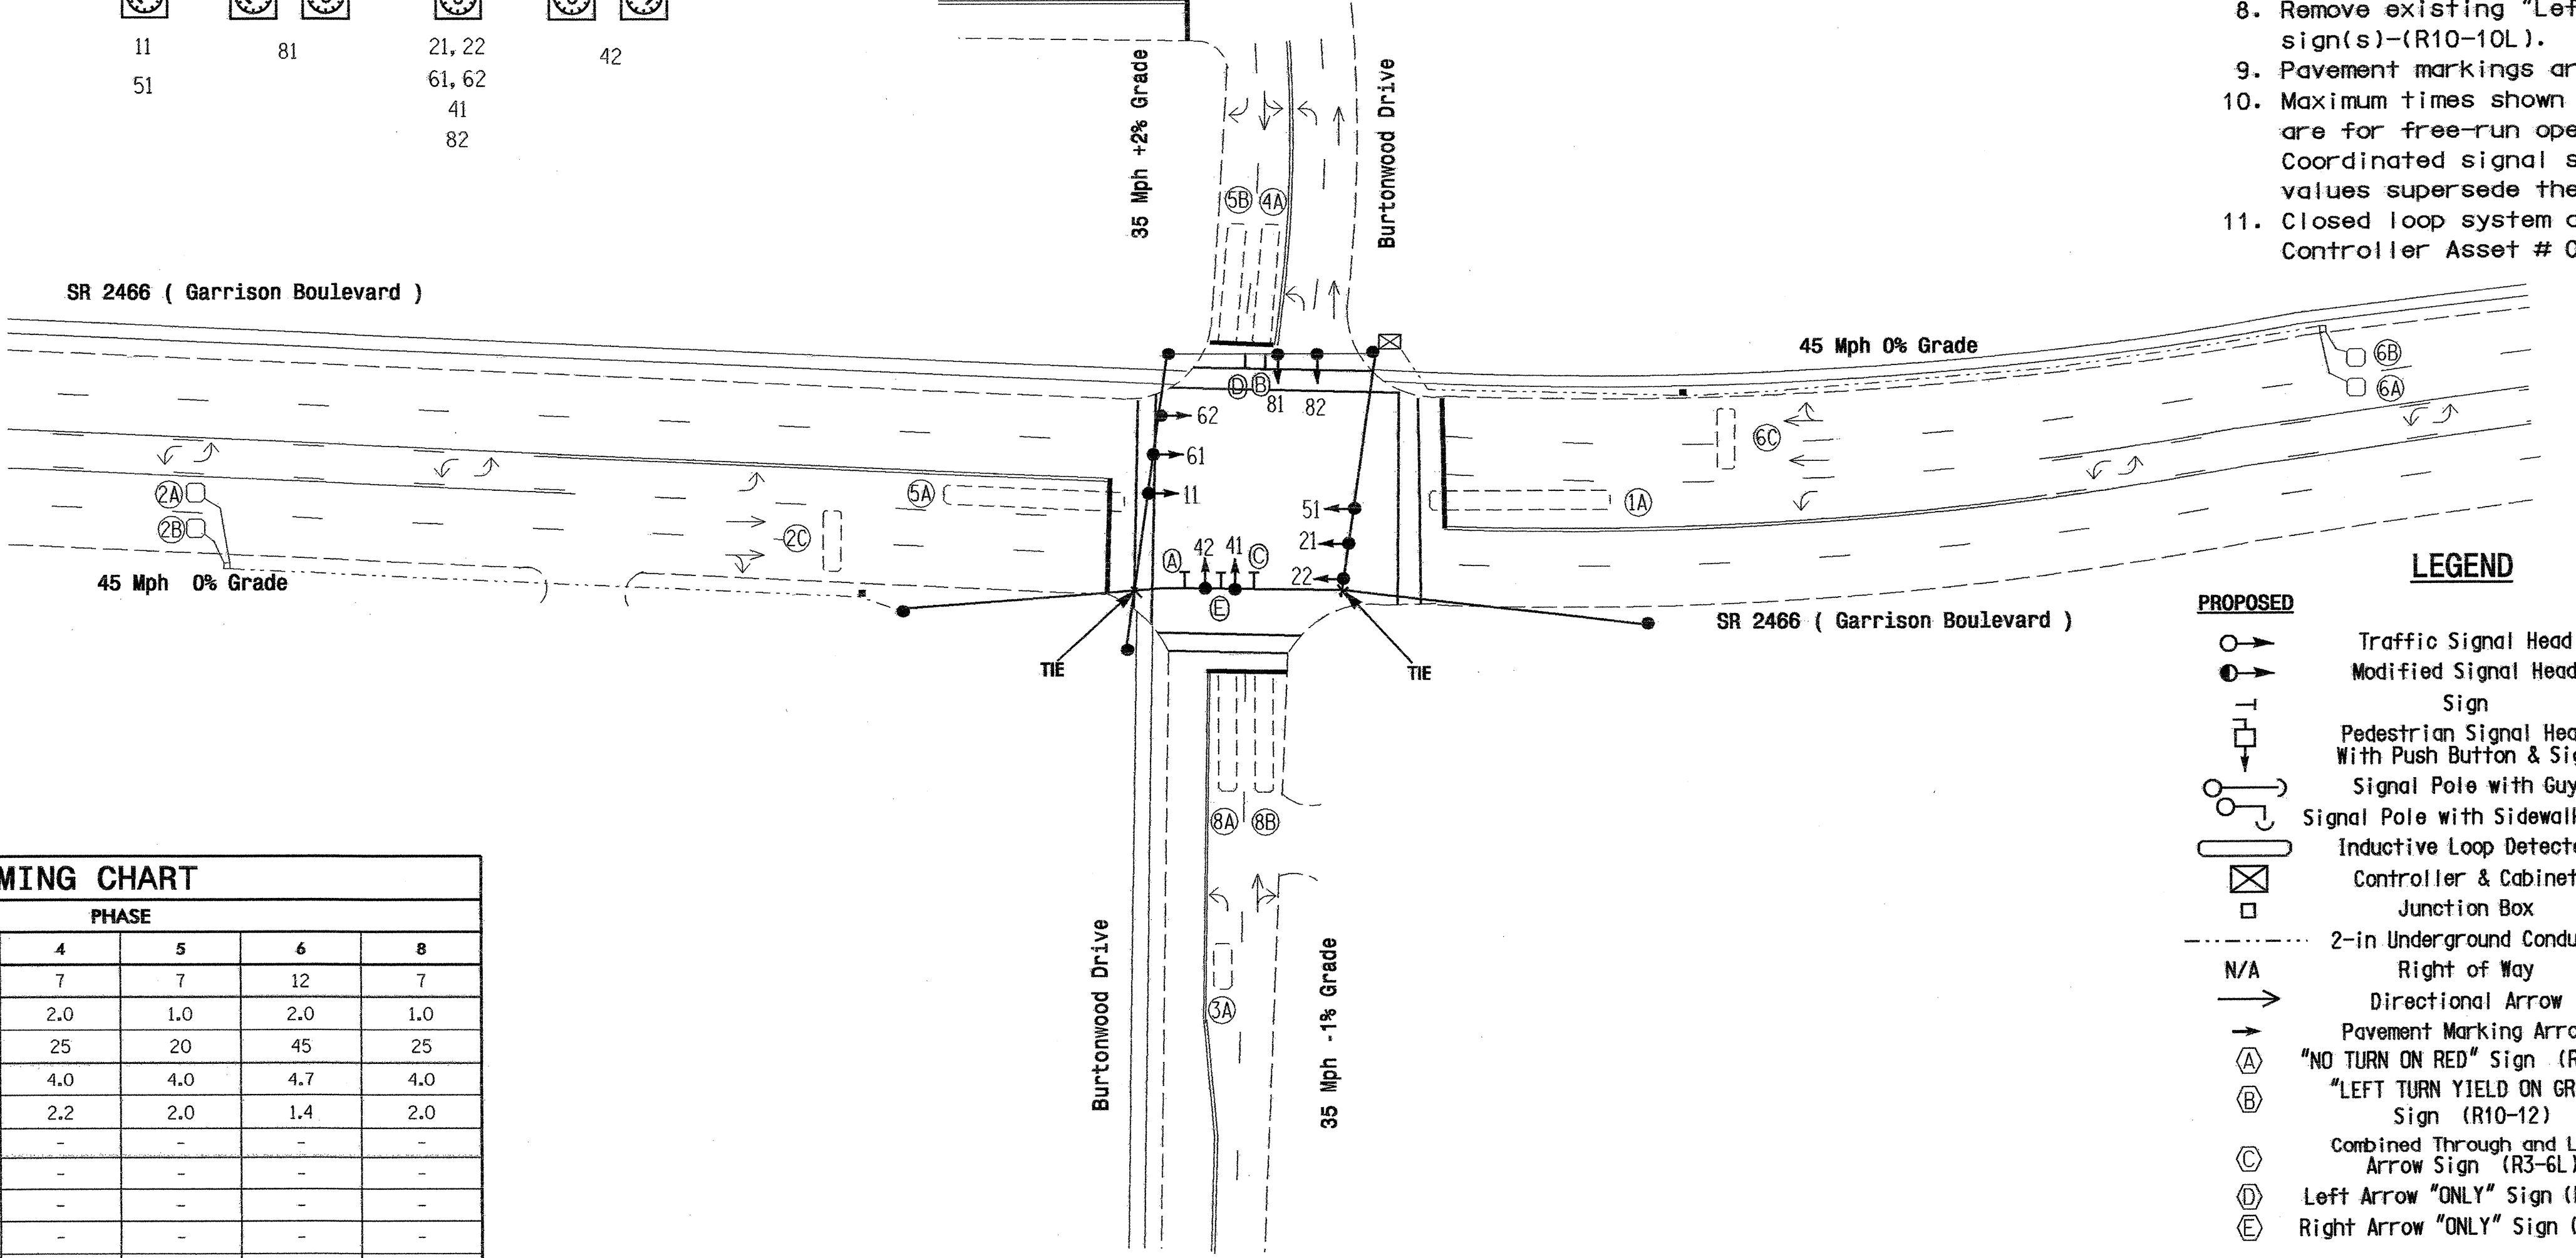 11
51
81
21, 22
61, 62
41
82
42
8. Remove existing "Lef
sign(s)-(R10-10L).
9. Pavement markings ar
10. Maximum times shown
are for free-run ope
Coordinated signal s
values supersede the
11. Closed loop system
Controller Asset #
35 Mph +2% Grade
Burtonwood Drive
5B 4A
SR 2466 ( Garrison Boulevard )
45 Mph 0% Grade
6B
6A
D B
81 82
62
61
11
6C
2A
2B
5A
2C
1A
51
21
22
A 42 41 C
E
45 Mph 0% Grade
SR 2466 ( Garrison Boulevard )
TIE
TIE
8A 8B
3A
Burtonwood Drive
35 Mph -1% Grade
LEGEND
PROPOSED
Traffic Signal Head
Modified Signal Head
Sign
Pedestrian Signal Hea
With Push Button & Sig
Signal Pole with Guy
Signal Pole with Sidewal
Inductive Loop Detect
Controller & Cabinet
Junction Box
2-in Underground Condu
N/A Right of Way
Directional Arrow
Pavement Marking Arro
A "NO TURN ON RED" Sign (R
B "LEFT TURN YIELD ON GR
Sign (R10-12)
C Combined Through and L
Arrow Sign (R3-6L)
D Left Arrow "ONLY" Sign (
E Right Arrow "ONLY" Sign (
MING CHART
PHASE
4 5 6 8
7 7 12 7
2.0 1.0 2.0 1.0
25 20 45 25
4.0 4.0 4.7 4.0
2.2 2.0 1.4 2.0
- - - -
- - - -
- - - -
- - - -